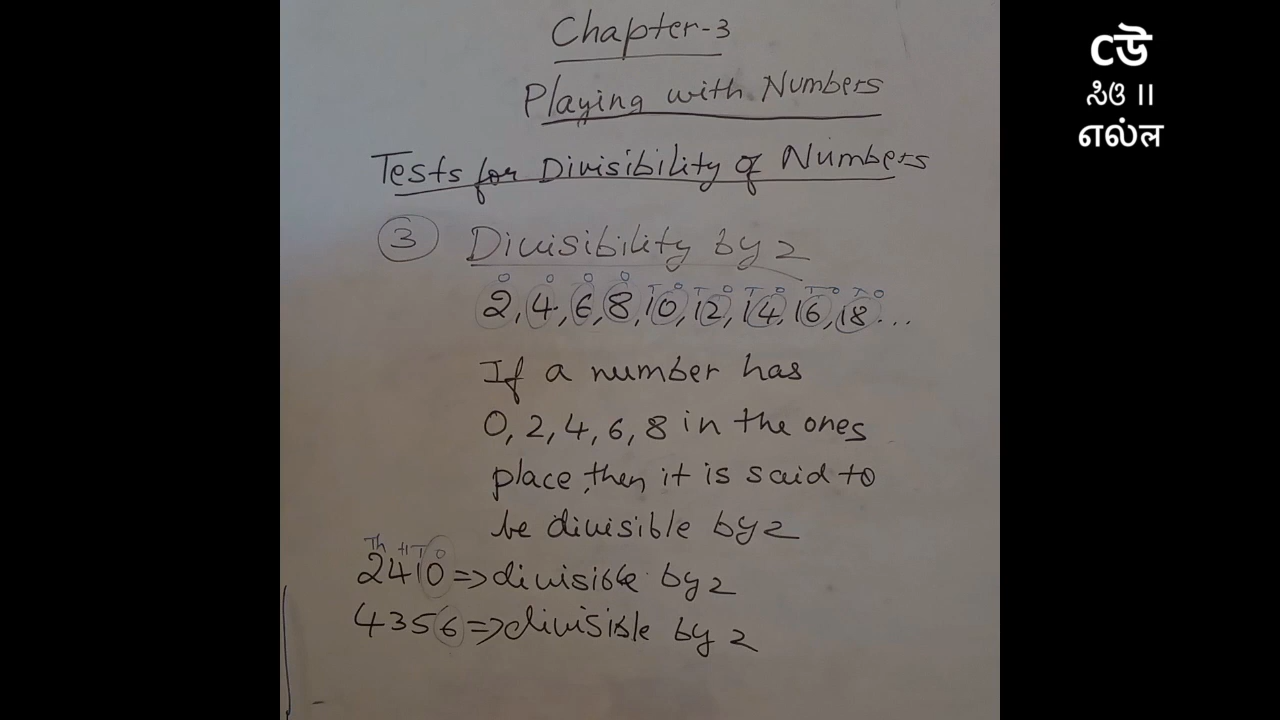 Chapter-3
Playing with Numbers
Tests for Divisibility of Numbers
3 Divisibility by 2
O O O O T O T O T O T O T O
2, 4, 6, 8, 10, 12, 14, 16, 18...
If a number has
0, 2, 4, 6, 8 in the ones
place, then it is said to
be divisible by 2
Th H T O
2410 => divisible by 2
4356 => divisible by 2
Cউ
ಸಿಓ ॥
எல்ல